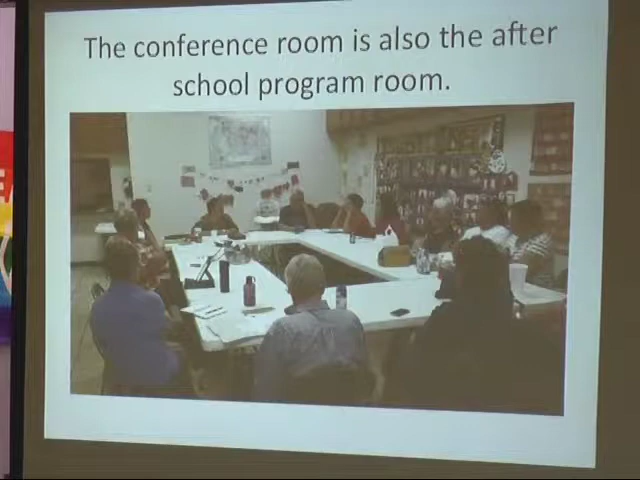 The conference room is also the after
school program room.